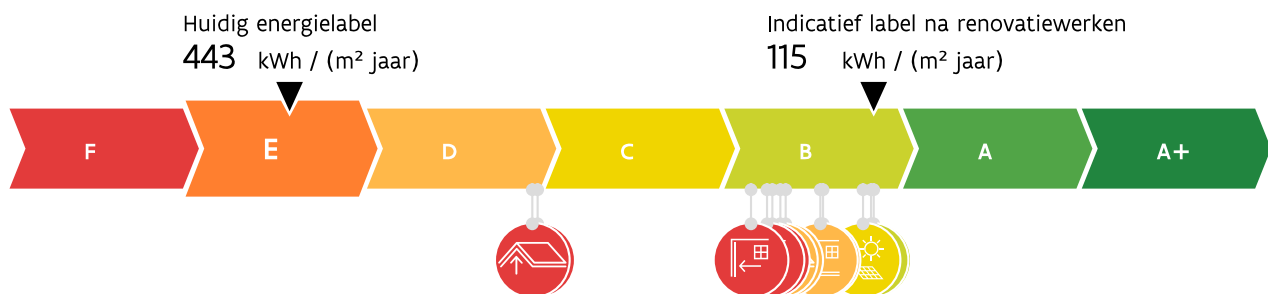 Huidig energielabel
443 kWh / (m² jaar)
Indicatief label na renovatiewerken
115 kWh / (m² jaar)
F E D C B A A+